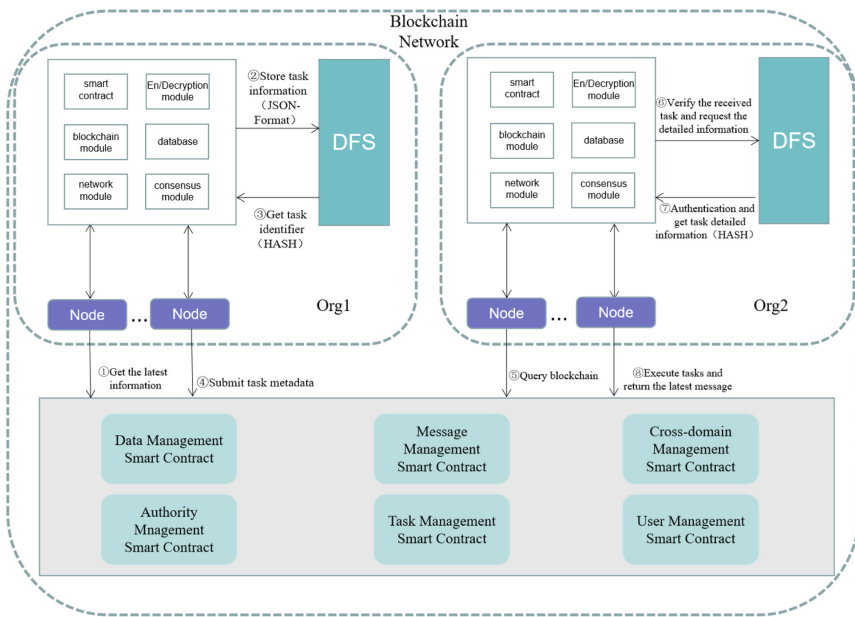 Blockchain
Network
smart
contract
En/Decryption
module
blockchain
module
database
network
module
consensus
module
②Store task
information
（JSON-
Format）
③Get task
identifier
（HASH）
DFS
Node
...
Node
Org1
smart
contract
En/Decryption
module
blockchain
module
database
network
module
consensus
module
⑥Verify the received
task and request the
detailed information
⑦Authentication and
get task detailed
information（HASH）
DFS
Node
...
Node
Org2
①Get the latest
information
④Submit task metadata
⑤Query blockchain
⑧Execute tasks and
return the latest message
Data Management
Smart Contract
Message
Management
Smart Contract
Cross-domain
Management
Smart Contract
Authority
Mnagement
Smart Contract
Task Management
Smart Contract
User Management
Smart Contract